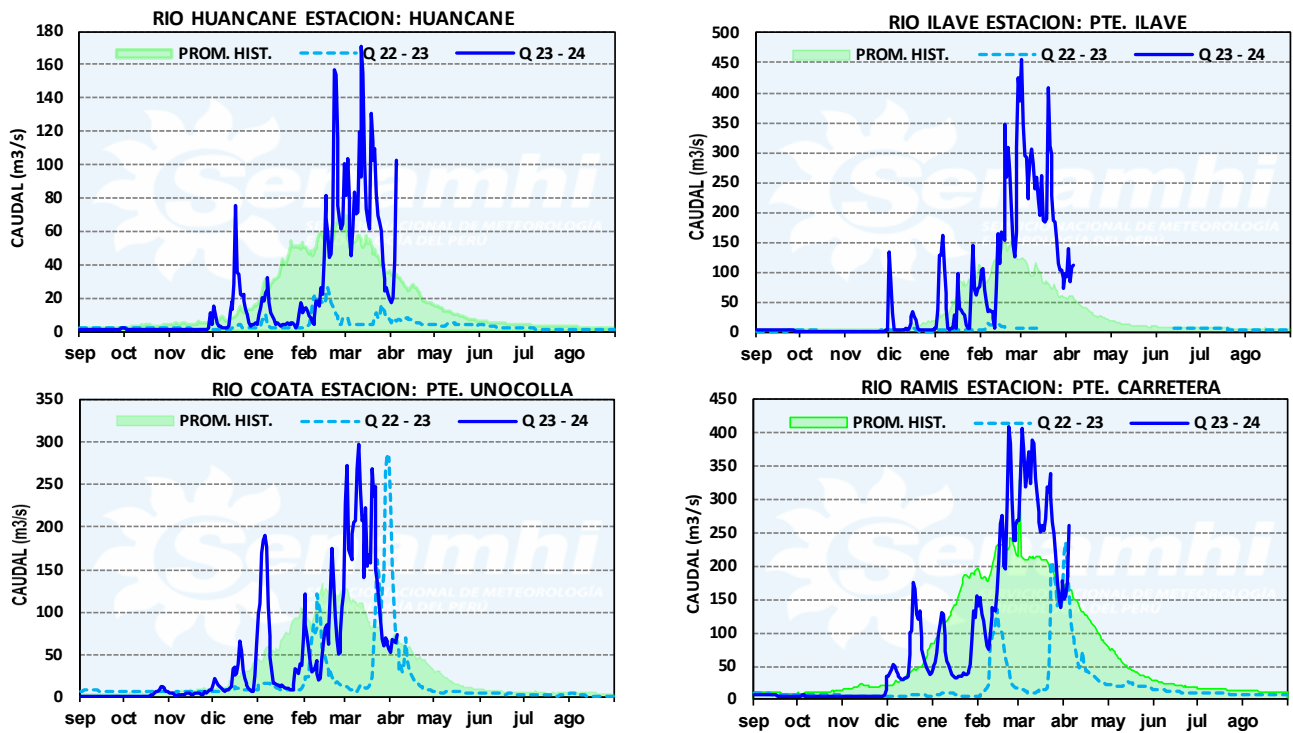 RIO HUANCANE ESTACION: HUANCANE
PROM. HIST. Q 22 - 23 Q 23 - 24
CAUDAL (m3/s)
180
160
140
120
100
80
60
40
20
0
sep oct nov dic ene feb mar abr may jun jul ago
Senamhi
RIO ILAVE ESTACION: PTE. ILAVE
PROM. HIST. Q 22 - 23 Q 23 - 24
CAUDAL (m3/s)
500
450
400
350
300
250
200
150
100
50
0
sep oct nov dic ene feb mar abr may jun jul ago
Senamhi
RIO COATA ESTACION: PTE. UNOCOLLA
PROM. HIST. Q 22 - 23 Q 23 - 24
CAUDAL (m3/s)
350
300
250
200
150
100
50
0
sep oct nov dic ene feb mar abr may jun jul ago
Senamhi
RIO RAMIS ESTACION: PTE. CARRETERA
PROM. HIST. Q 22 - 23 Q 23 - 24
CAUDAL (m3/s)
450
400
350
300
250
200
150
100
50
0
sep oct nov dic ene feb mar abr may jun jul ago
Senamhi